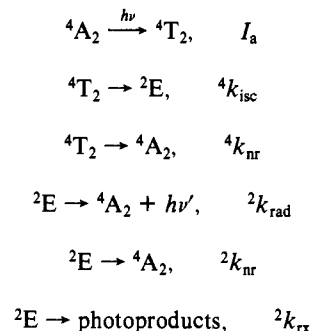 ⁴A₂ —hν→ ⁴T₂, Iₐ
⁴T₂ → ²E, ⁴k_isc
⁴T₂ → ⁴A₂, ⁴k_nr
²E → ⁴A₂ + hν′, ²k_rad
²E → ⁴A₂, ²k_nr
²E → photoproducts, ²k_rx